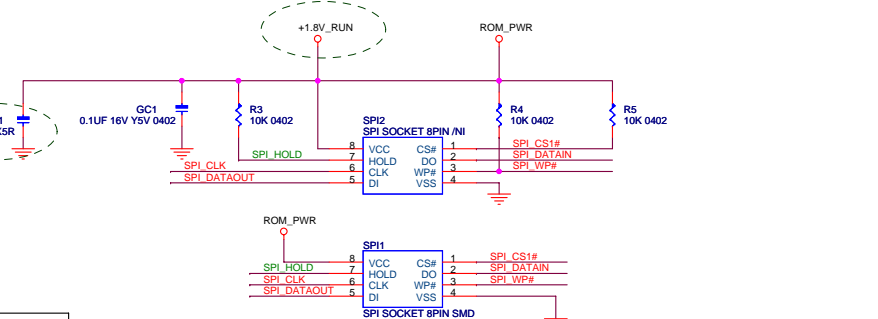 +1.8V_RUN
ROM_PWR
GC1
0.1UF 16V Y5V 0402
R3
10K 0402
R4
10K 0402
R5
10K 0402
SPI2
SPI SOCKET 8PIN /NI
SPI_HOLD
SPI_CLK
SPI_DATAOUT
8 VCC CS# 1 SPI_CS1#
7 HOLD DO 2 SPI_DATAIN
6 CLK WP# 3 SPI_WP#
5 DI VSS 4
ROM_PWR
SPI1
8 VCC CS# 1 SPI_CS1#
SPI_HOLD 7 HOLD DO 2 SPI_DATAIN
SPI_CLK 6 CLK WP# 3 SPI_WP#
SPI_DATAOUT 5 DI VSS 4
SPI SOCKET 8PIN SMD